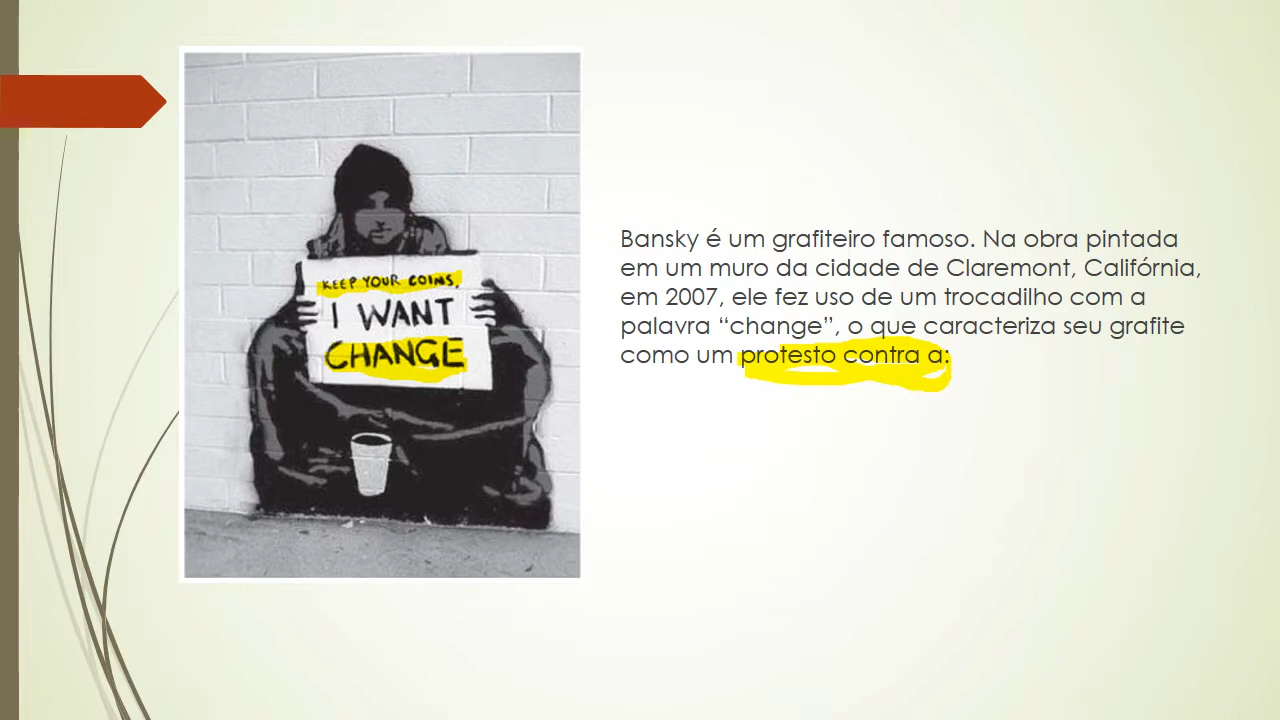 KEEP YOUR COINS,
I WANT
CHANGE
Bansky é um grafiteiro famoso. Na obra pintada
em um muro da cidade de Claremont, Califórnia,
em 2007, ele fez uso de um trocadilho com a
palavra “change”, o que caracteriza seu grafite
como um protesto contra a: